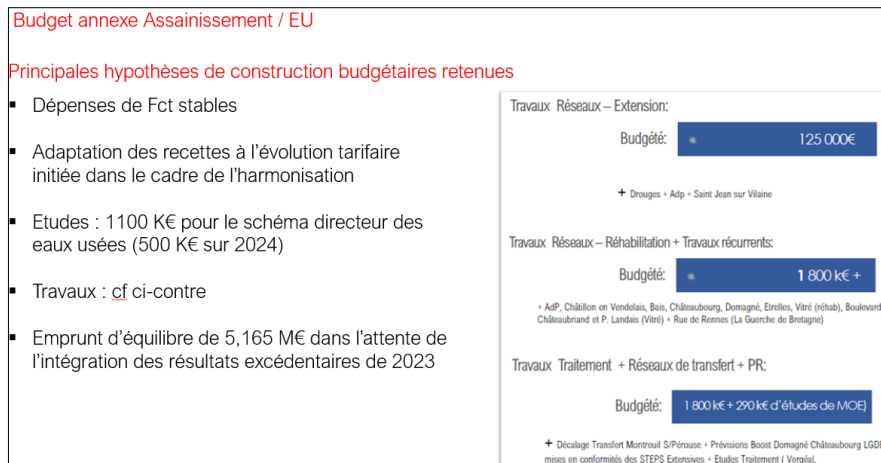 Budget annexe Assainissement / EU
Principales hypothèses de construction budgétaires retenues
▪ Dépenses de Fct stables
▪ Adaptation des recettes à l'évolution tarifaire
initiée dans le cadre de l'harmonisation
▪ Etudes : 1100 K€ pour le schéma directeur des
eaux usées (500 K€ sur 2024)
▪ Travaux : cf ci-contre
▪ Emprunt d'équilibre de 5,165 M€ dans l'attente de
l'intégration des résultats excédentaires de 2023
Travaux Réseaux – Extension:
Budgété: 125 000€
+ Drouges + Adp + Saint Jean sur Vilaine
Travaux Réseaux – Réhabilitation + Travaux récurrents:
Budgété: 1 800 k€ +
+ AdP, Châtillon en Vendelais, Bais, Châteaubourg, Domagné, Etrelles, Vitré (réhab), Boulevard
Châteaubriand et P. Landais (Vitré) + Rue de Rennes (La Guerche de Bretagne)
Travaux Traitement + Réseaux de transfert + PR:
Budgété: 1 800 k€ + 290 k€ d'études de MOE)
+ Décalage Transfert Montreuil S/Pérouse + Prévisions Boost Domagné Châteaubourg
mises en conformités des STEPS Extensives + Etudes Traitement ( Vergéal,